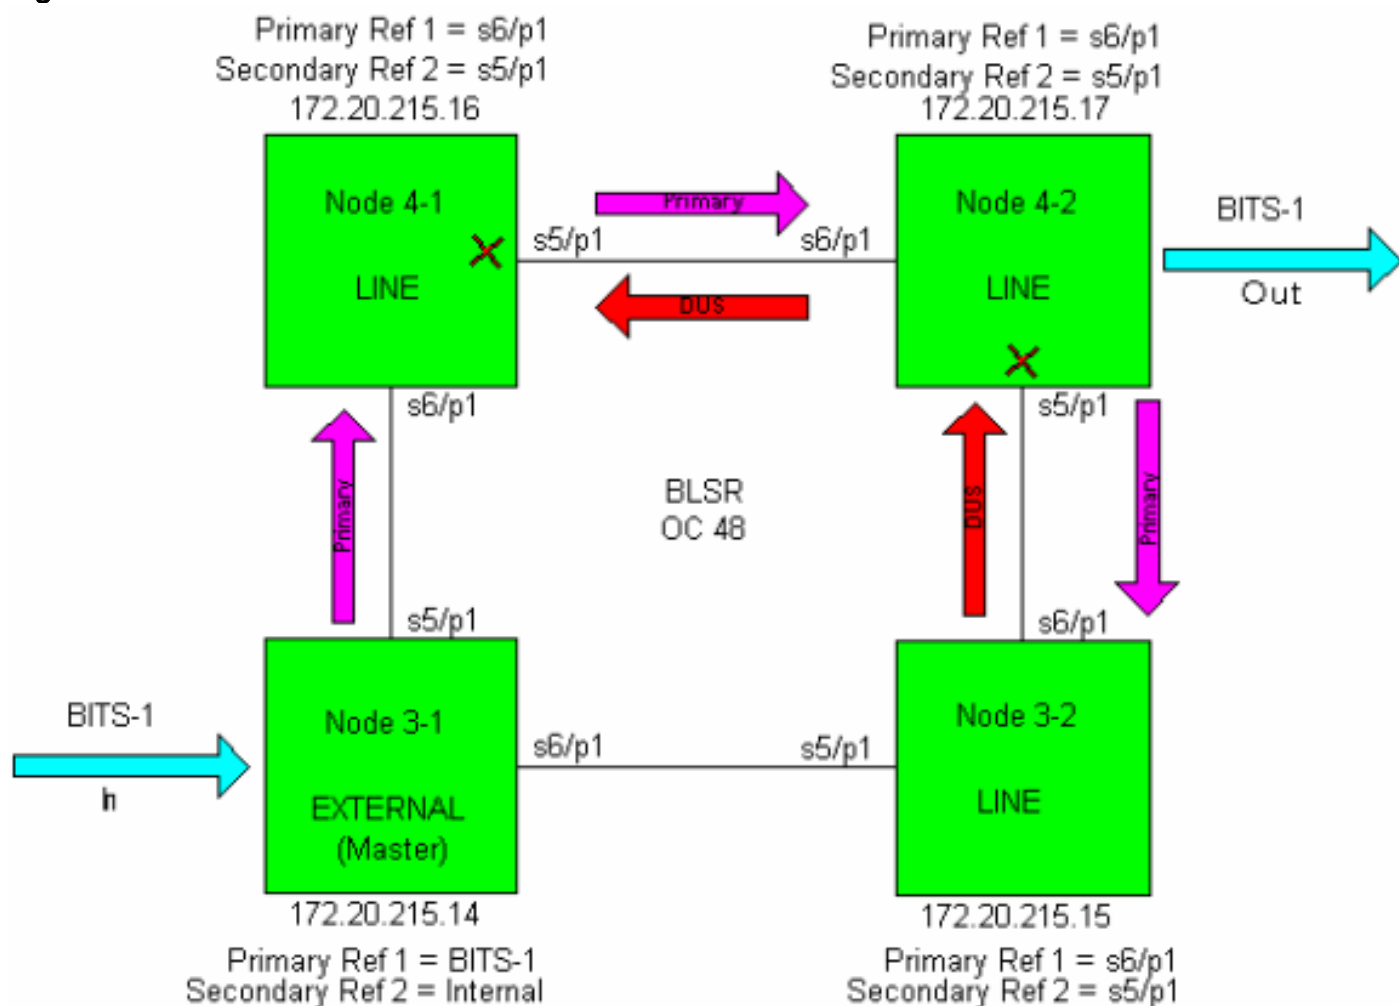 Primary Ref 1 = s6/p1
Secondary Ref 2 = s5/p1
172.20.215.16
Primary Ref 1 = s6/p1
Secondary Ref 2 = s5/p1
172.20.215.17
Node 4-1
LINE
s5/p1
s6/p1
Primary
s6/p1
Node 4-2
LINE
s5/p1
DUS
BITS-1
Out
Primary
BLSR
OC 48
DUS
Primary
s5/p1
s6/p1
BITS-1
In
Node 3-1
EXTERNAL
(Master)
s6/p1
s5/p1
Node 3-2
LINE
172.20.215.14
Primary Ref 1 = BITS-1
Secondary Ref 2 = Internal
172.20.215.15
Primary Ref 1 = s6/p1
Secondary Ref 2 = s5/p1